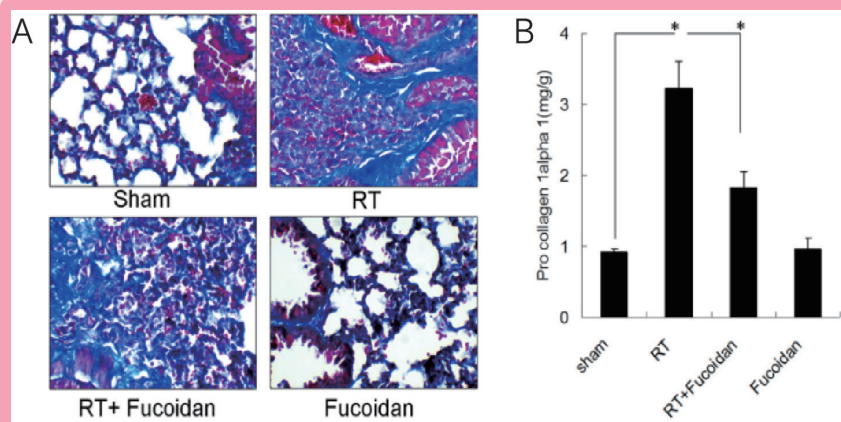 A
Sham
RT
RT+ Fucoidan
Fucoidan
B
* *
Pro collagen 1alpha 1(mg/g)
4
3
2
1
0
sham
RT
RT+Fucoidan
Fucoidan